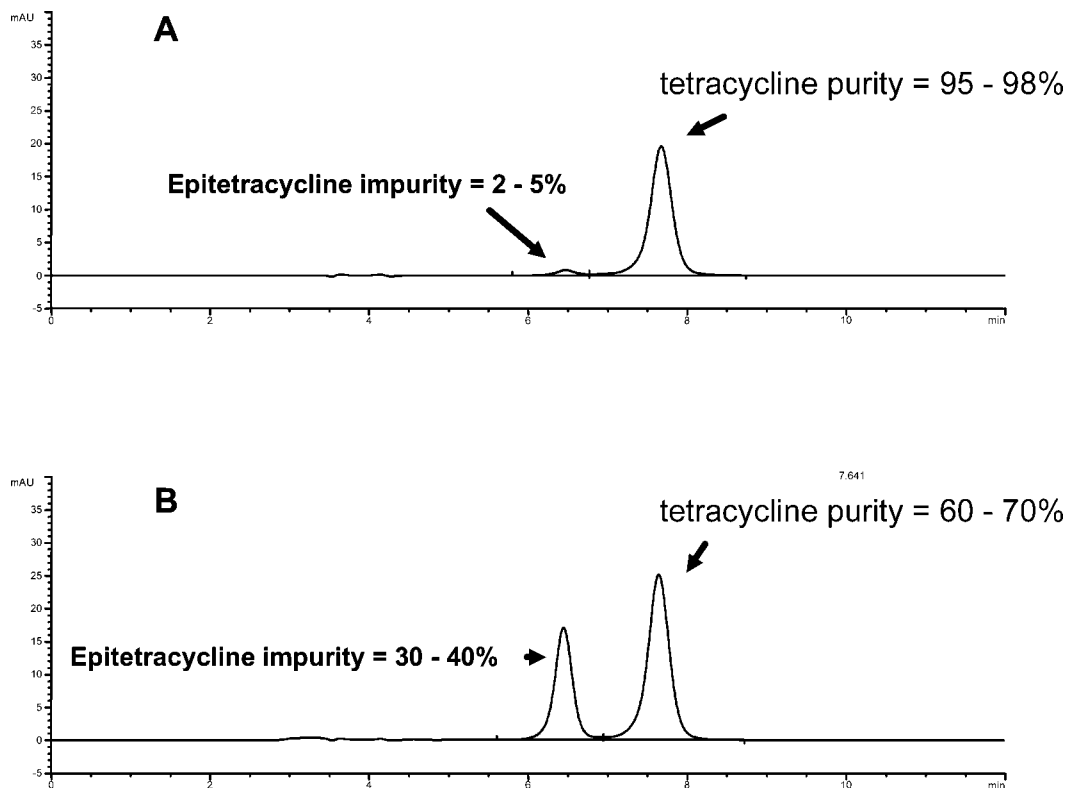 mAU
A
35
tetracycline purity = 95 - 98%
30
25
20
Epitetracycline impurity = 2 - 5%
15
10
5
0
-5
0 2 4 6 8 10 min
mAU
7.641
B
35
tetracycline purity = 60 - 70%
30
25
20
15
Epitetracycline impurity = 30 - 40%
10
5
0
-5
0 2 4 6 8 10 min